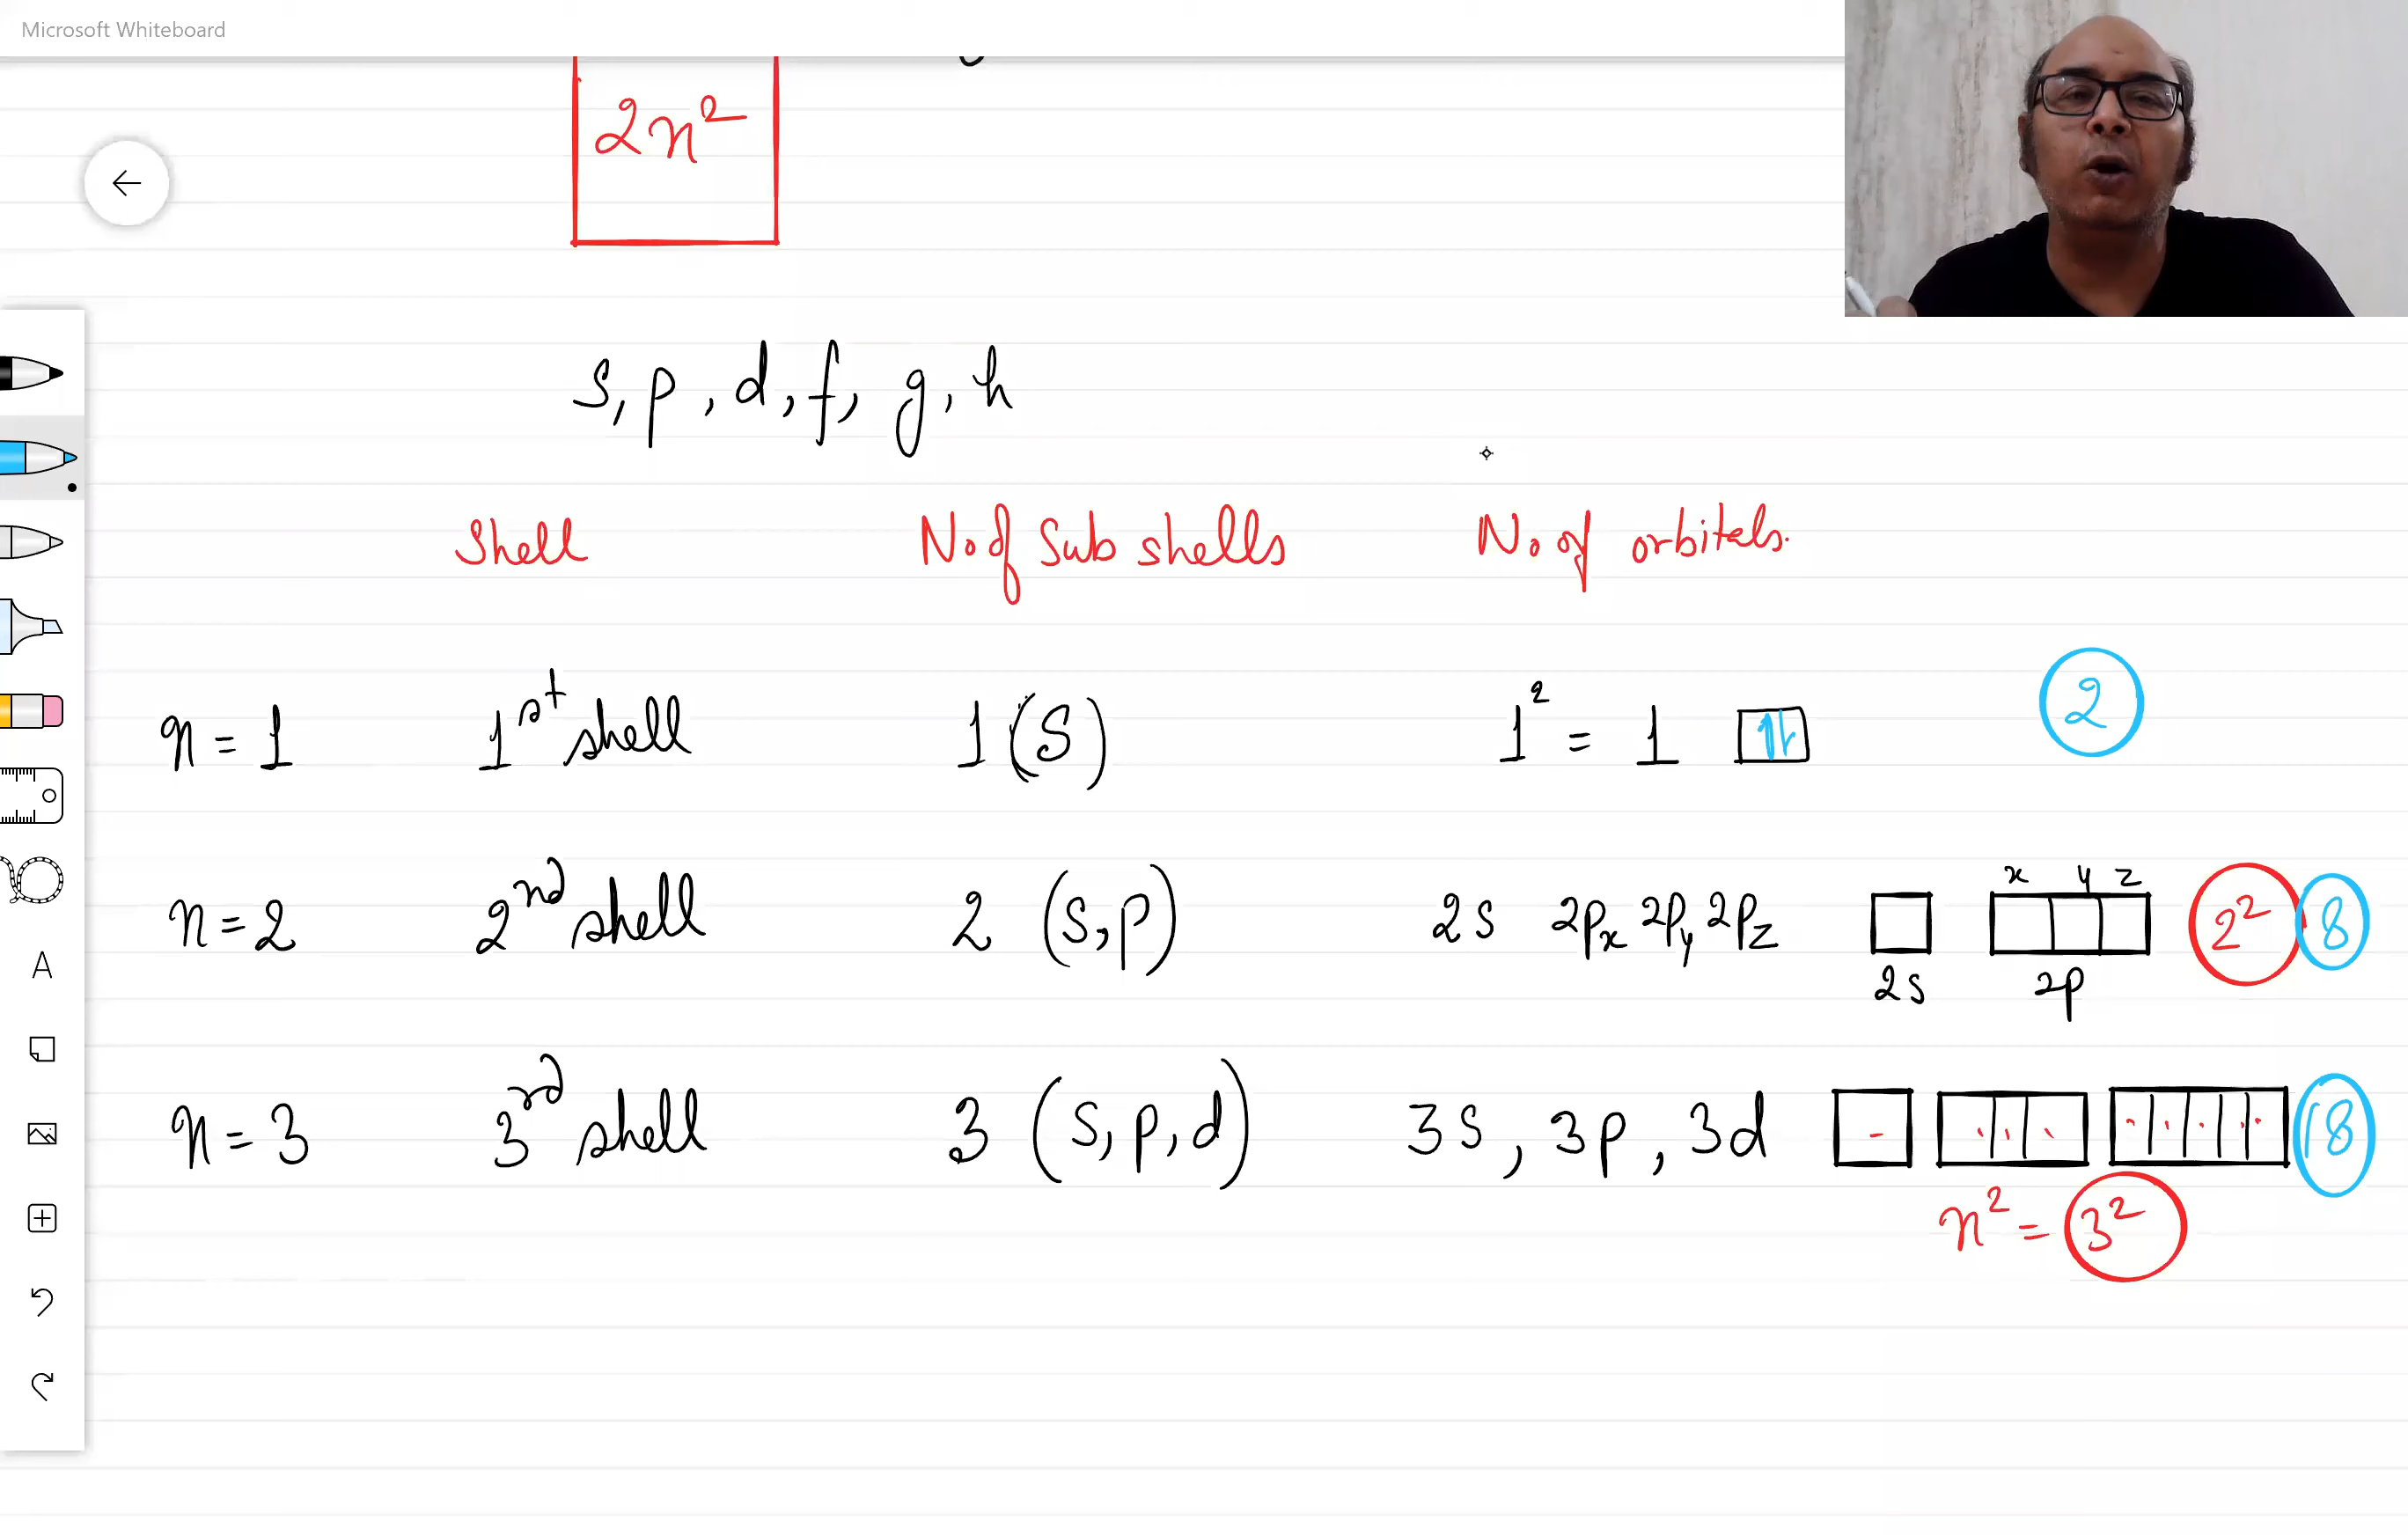 Microsoft Whiteboard
2n²
s, p, d, f, g, h
Shell No of Sub shells No of orbitals.
n = 1 1st shell 1 (S) 1² = 1 1l 2
x y z
n = 2 2nd shell 2 (s, p) 2s 2px 2py 2pz 2² 8
2s 2p
n = 3 3rd shell 3 (s, p, d) 3s, 3p, 3d 18
n² = 3²
A